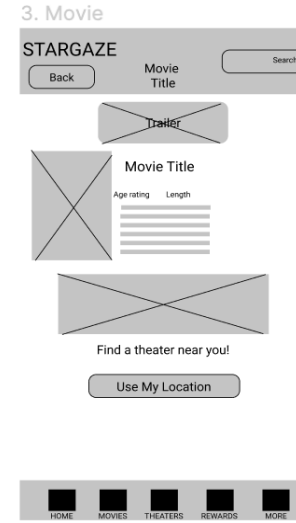 3. Movie
STARGAZE
Search
Back
Movie
Title
Trailer
Movie Title
Age rating Length
Find a theater near you!
Use My Location
HOME MOVIES THEATERS REWARDS MORE